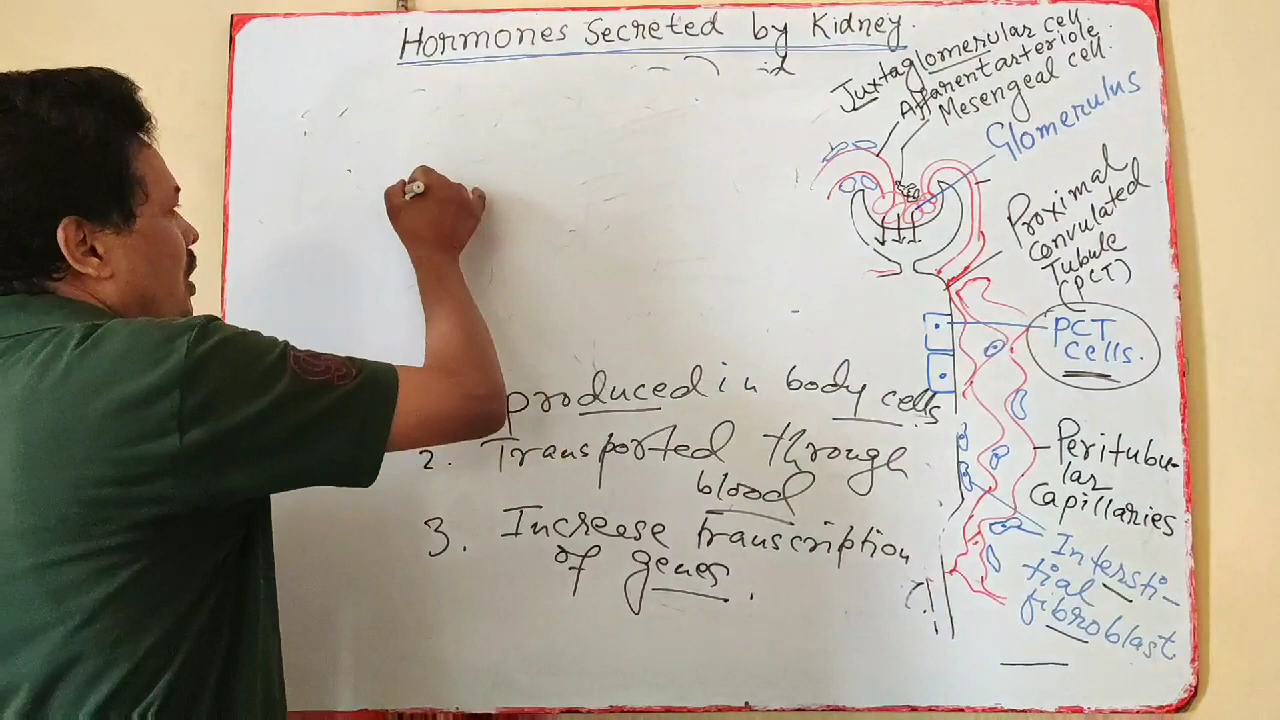 Hormones Secreted by Kidney.
Juxtaglomerular cell
Afferent arteriole
Mesengeal cell.
Glomerulus
Proximal
Convulated
Tubule
(PCT)
PCT
Cells.
produced in body cells.
2. Transported through
blood
3. Increase transcription
of genes.
Peritubu-
lar
Capillaries
Intersti-
tial
fibroblast